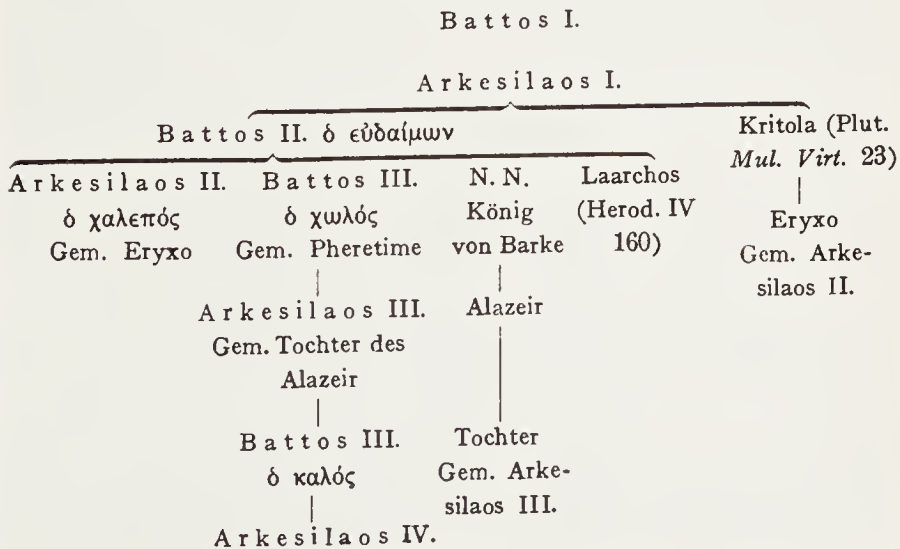 Battos I.
Arkesilaos I.
Battos II. ὁ εὐδαίμων
Kritola (Plut.
Mul. Virt. 23)
Arkesilaos II.
ὁ χαλεπός
Gem. Eryxo
Battos III.
ὁ χωλός
Gem. Pheretime
N. N.
König
von Barke
Laarchos
(Herod. IV
160)
Eryxo
Gem. Arke-
silaos II.
Arkesilaos III.
Gem. Tochter des
Alazeir
Alazeir
Battos III.
ὁ καλός
Tochter
Gem. Arke-
silaos III.
Arkesilaos IV.